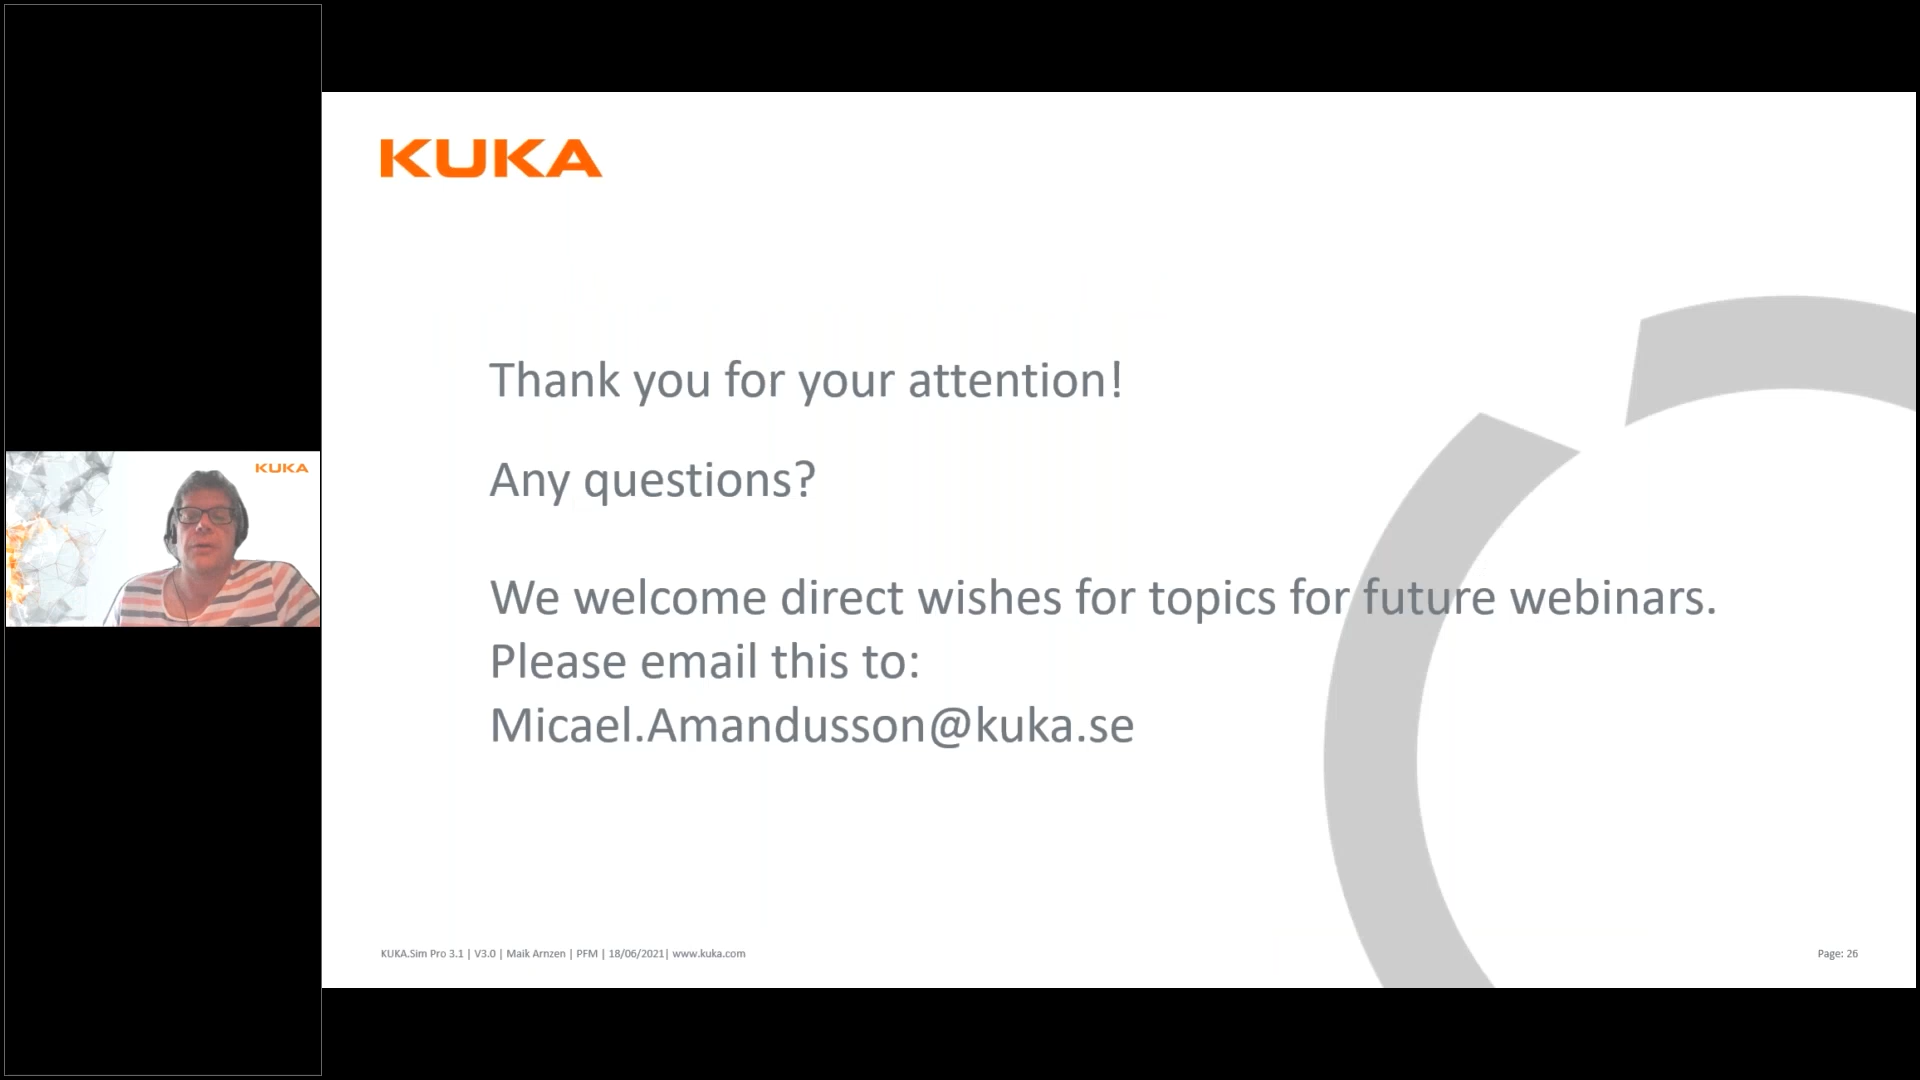 KUKA
KUKA
Thank you for your attention!
Any questions?
We welcome direct wishes for topics for future webinars.
Please email this to:
Micael.Amandusson@kuka.se
KUKA.Sim Pro 3.1 | V3.0 | Maik Arnzen | PFM | 18/06/2021| www.kuka.com
Page: 26